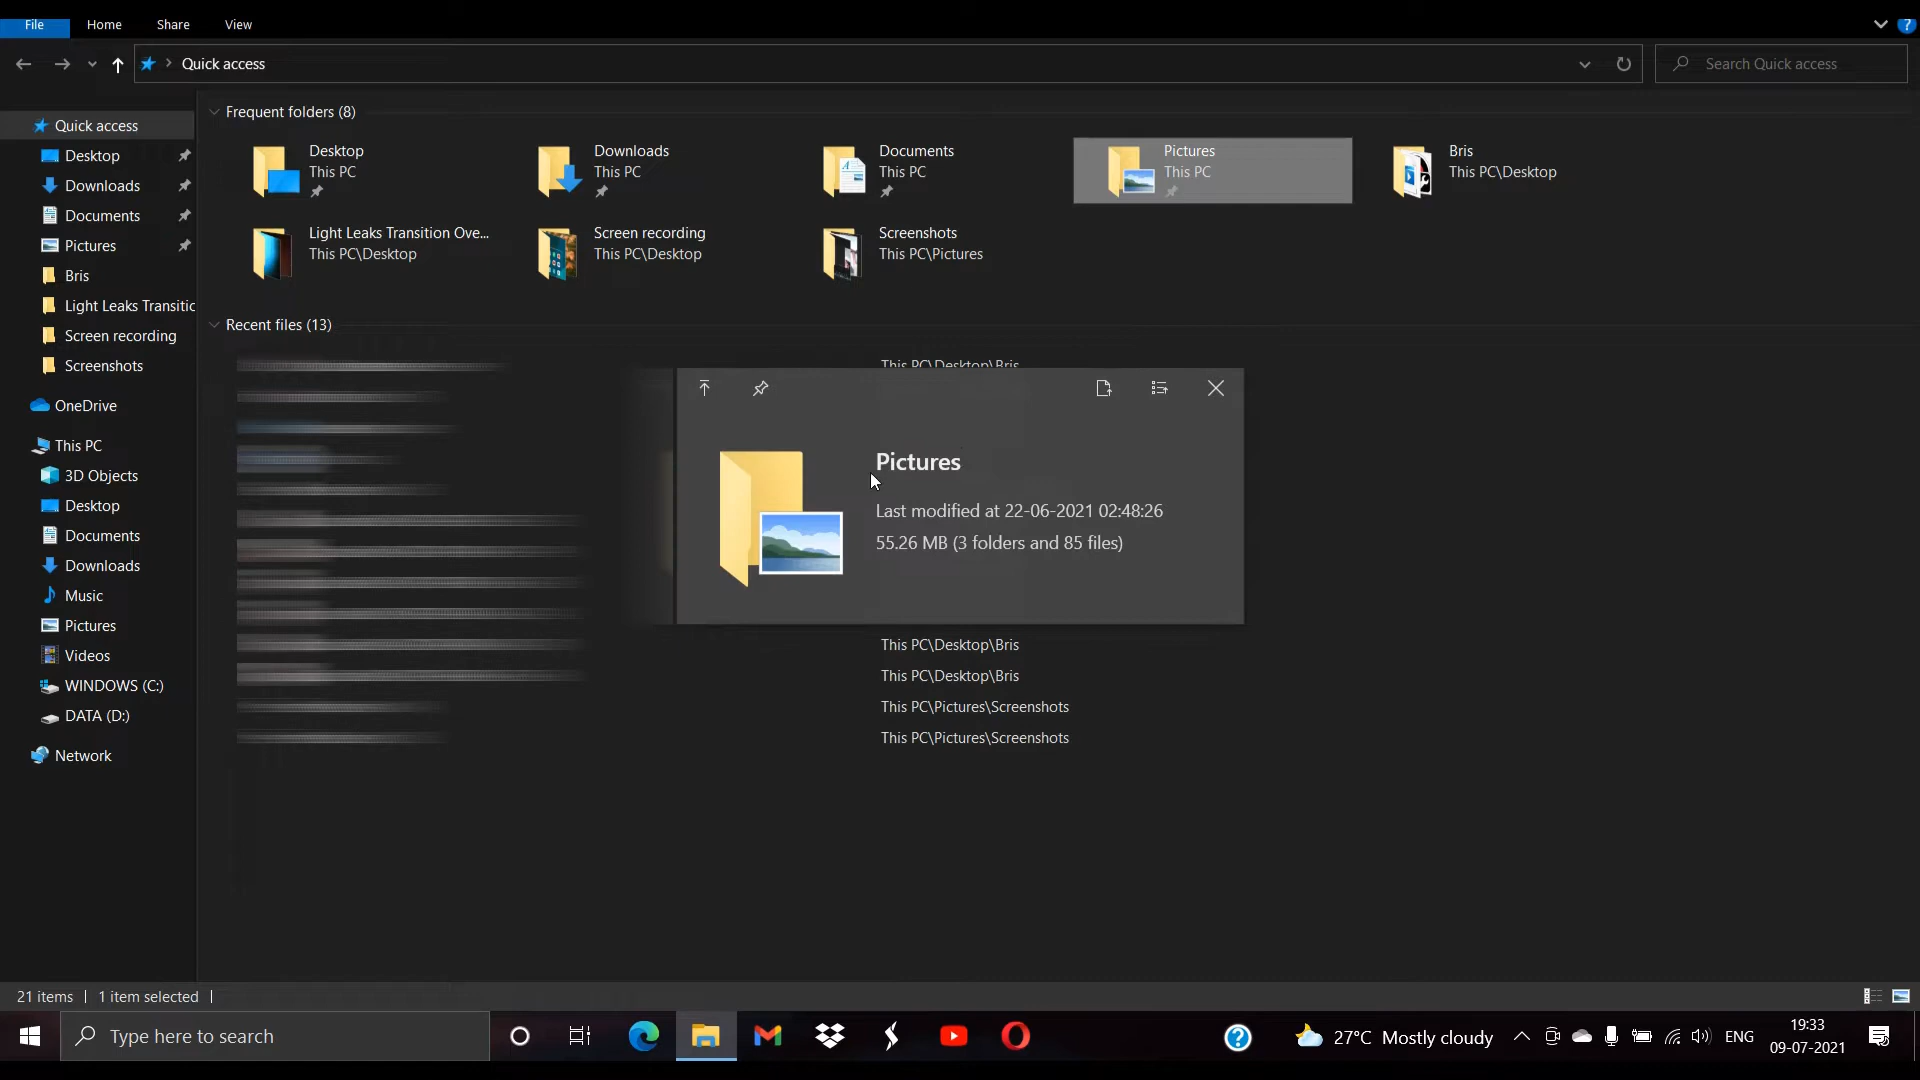 File Home Share View
Quick access
Search Quick access
Quick access
Desktop
Downloads
Documents
Pictures
Bris
Light Leaks Transitic
Screen recording
Screenshots
OneDrive
This PC
3D Objects
Desktop
Documents
Downloads
Music
Pictures
Videos
WINDOWS (C:)
DATA (D:)
Network
Frequent folders (8)
Desktop
This PC
Downloads
This PC
Documents
This PC
Pictures
This PC
Bris
This PC\Desktop
Light Leaks Transition Ove...
This PC\Desktop
Screen recording
This PC\Desktop
Screenshots
This PC\Pictures
Recent files (13)
This PC\Desktop\Bris
Pictures
Last modified at 22-06-2021 02:48:26
55.26 MB (3 folders and 85 files)
This PC\Desktop\Bris
This PC\Desktop\Bris
This PC\Pictures\Screenshots
This PC\Pictures\Screenshots
21 items 1 item selected
Type here to search
27°C Mostly cloudy
ENG
19:33
09-07-2021